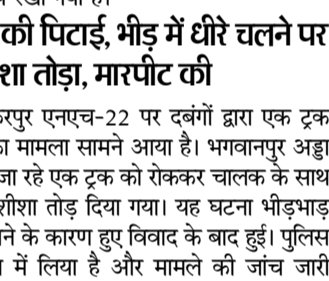 की पिटाई, भीड़ में धीरे चलने पर
शा तोड़ा, मारपीट की
रपुर एनएच-22 पर दबंगों द्वारा एक ट्रक
मामला सामने आया है। भगवानपुर अड्डा
जा रहे एक ट्रक को रोककर चालक के साथ
शीशा तोड़ दिया गया। यह घटना भीड़भाड़
ने के कारण हुए विवाद के बाद हुई। पुलिस
में लिया है और मामले की जांच जारी